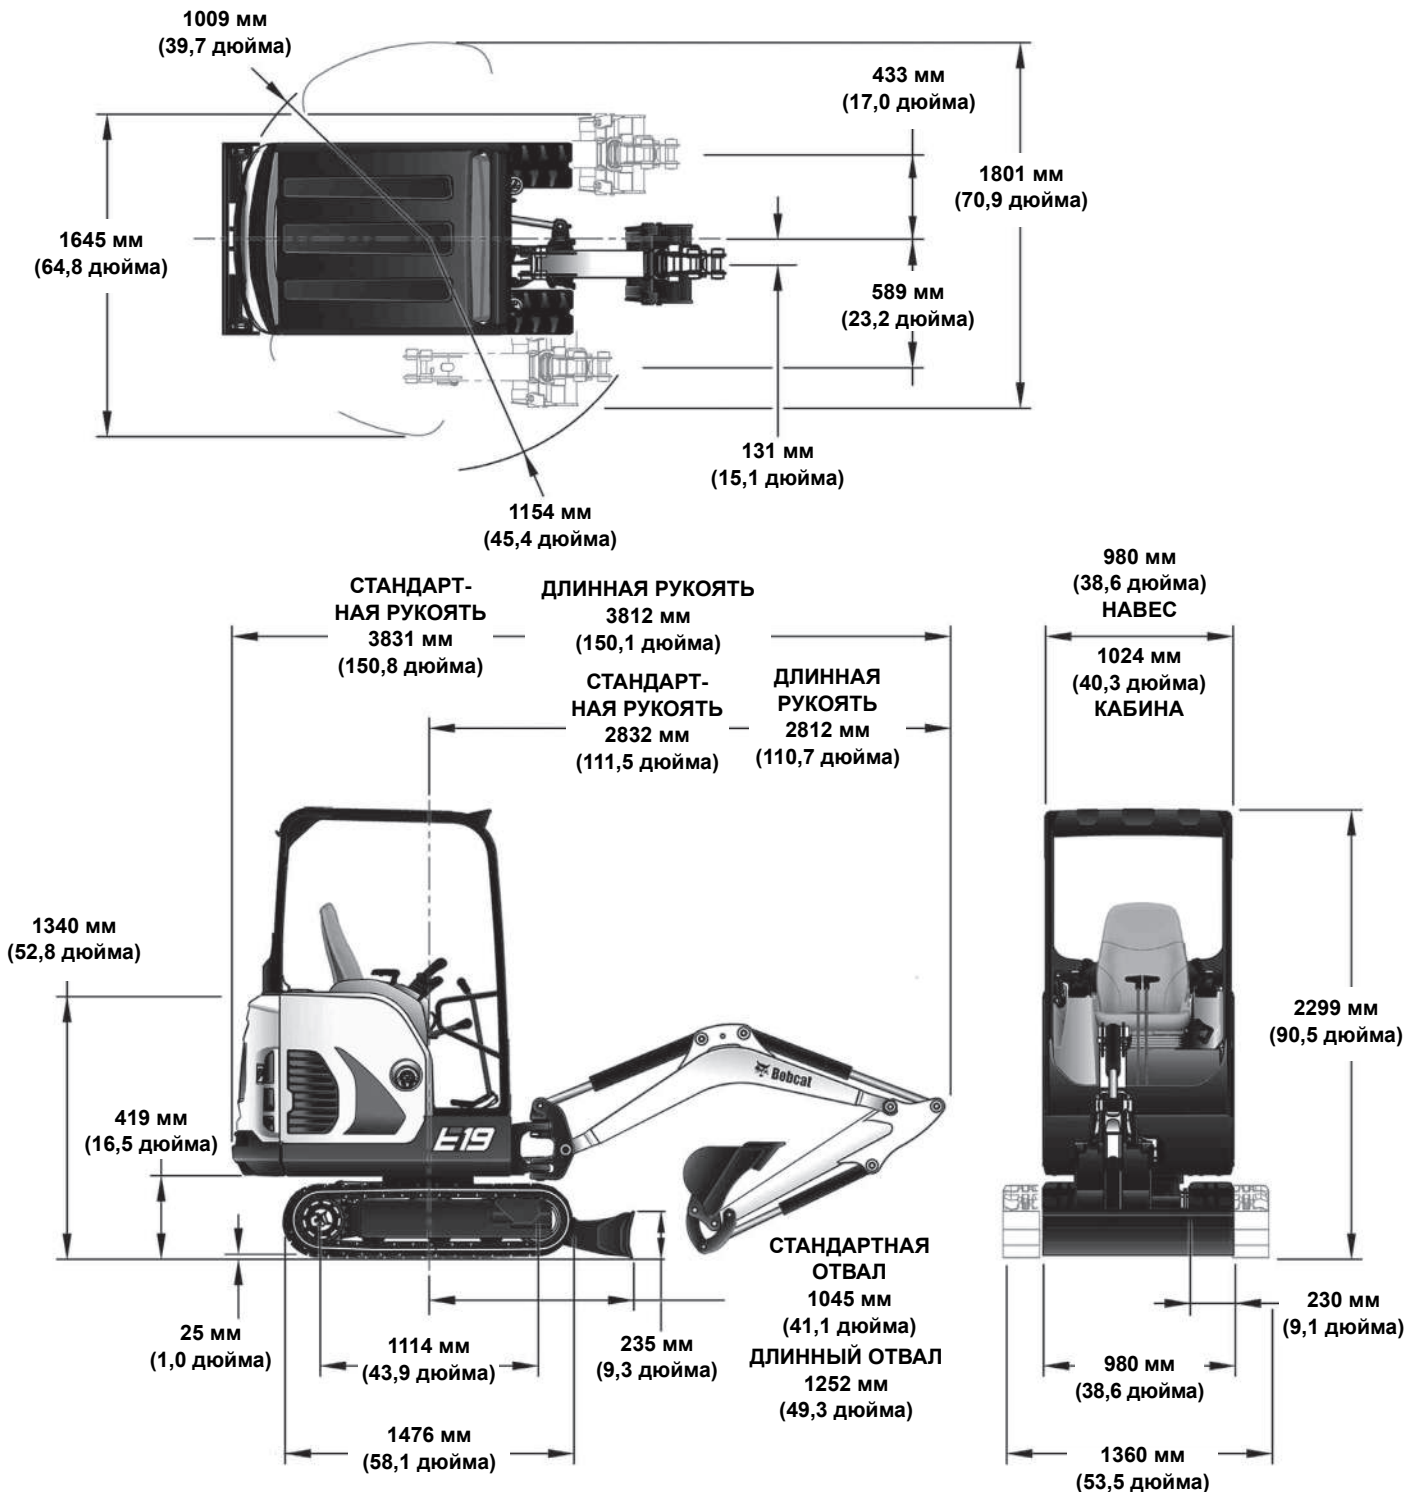 1009 мм
(39,7 дюйма)
433 мм
(17,0 дюйма)
1801 мм
(70,9 дюйма)
1645 мм
(64,8 дюйма)
589 мм
(23,2 дюйма)
131 мм
(15,1 дюйма)
1154 мм
(45,4 дюйма)
СТАНДАРТ-
НАЯ РУКОЯТЬ
3831 мм
(150,8 дюйма)
ДЛИННАЯ РУКОЯТЬ
3812 мм
(150,1 дюйма)
СТАНДАРТ-
НАЯ РУКОЯТЬ
2832 мм
(111,5 дюйма)
ДЛИННАЯ
РУКОЯТЬ
2812 мм
(110,7 дюйма)
980 мм
(38,6 дюйма)
НАВЕС
1024 мм
(40,3 дюйма)
КАБИНА
1340 мм
(52,8 дюйма)
2299 мм
(90,5 дюйма)
Bobcat
419 мм
(16,5 дюйма)
E19
СТАНДАРТНАЯ
ОТВАЛ
1045 мм
(41,1 дюйма)
ДЛИННЫЙ ОТВАЛ
1252 мм
(49,3 дюйма)
25 мм
(1,0 дюйма)
1114 мм
(43,9 дюйма)
235 мм
(9,3 дюйма)
230 мм
(9,1 дюйма)
980 мм
(38,6 дюйма)
1476 мм
(58,1 дюйма)
1360 мм
(53,5 дюйма)